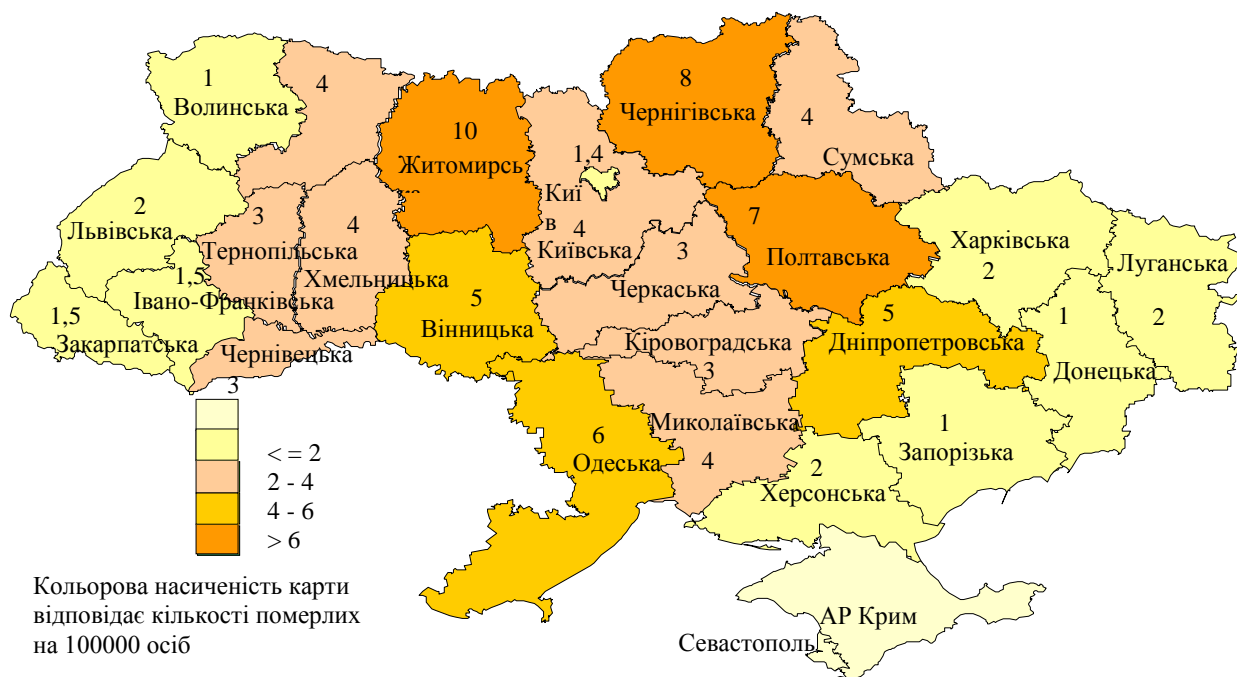 1
Волинська
4
10
Житомирсь
1,4
Киї
в
4
Київська
8
Чернігівська
4
Сумська
2
Львівська
3
Тернопільська
4
Хмельницька
1,5
Івано-Франківська
1,5
Закарпатська
Чернівецька
3
5
Вінницька
3
Черкаська
7
Полтавська
Харківська
2
Луганська
2
1
Донецька
5
Дніпропетровська
Кіровоградська
3
Миколаївська
4
6
Одеська
1
Запорізька
2
Херсонська
АР Крим
Севастополь
< = 2
2 - 4
4 - 6
> 6
Кольорова насиченість карти
відповідає кількості померлих
на 100000 осіб